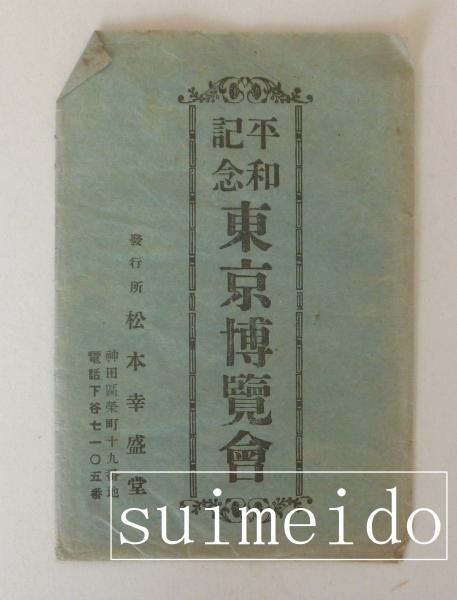 平和
記念
東京博覽會
發行所 松本幸盛堂
神田區榮町十九番地
電話下谷七一〇五番
suimeido